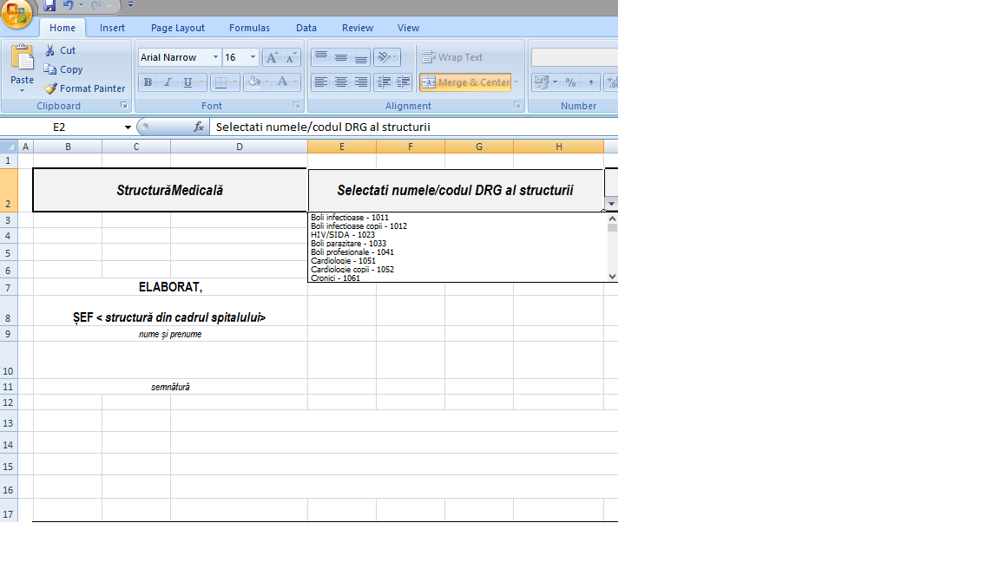 Home Insert Page Layout Formulas Data Review View
Paste
Cut
Copy
Format Painter
Clipboard
Arial Narrow 16
A A
B I U A
Font
Wrap Text
Merge & Center
Alignment
% ,
Number
E2 fx Selectati numele/codul DRG al structurii
A B C D E F G H
1
2 StructurăMedicală Selectati numele/codul DRG al structurii
Boli infectioase - 1011
Boli infectioase copii - 1012
HIV/SIDA - 1023
Boli parazitare - 1033
Boli profesionale - 1041
Cardiologie - 1051
Cardiologie copii - 1052
Cronici - 1061
3
4
5
6
7 ELABORAT,
8 ȘEF < structură din cadrul spitalului>
9 nume și prenume
10
11 semnătură
12
13
14
15
16
17